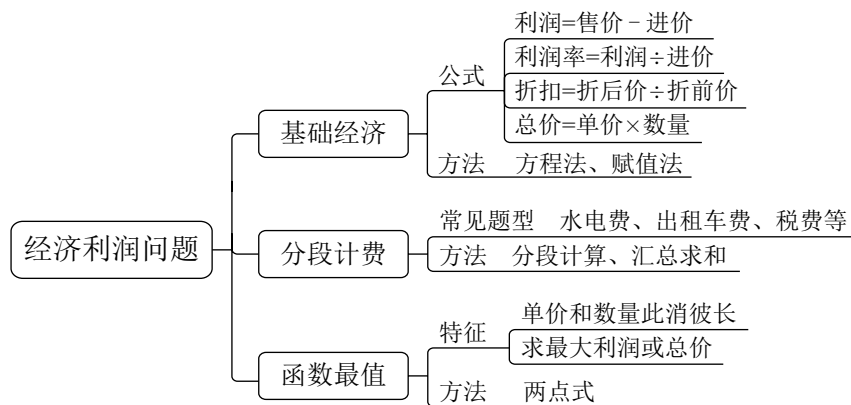 经济利润问题
基础经济
公式
利润=售价-进价
利润率=利润÷进价
折扣=折后价÷折前价
总价=单价×数量
方法 方程法、赋值法
分段计费
常见题型 水电费、出租车费、税费等
方法 分段计算、汇总求和
函数最值
特征
单价和数量此消彼长
求最大利润或总价
方法 两点式